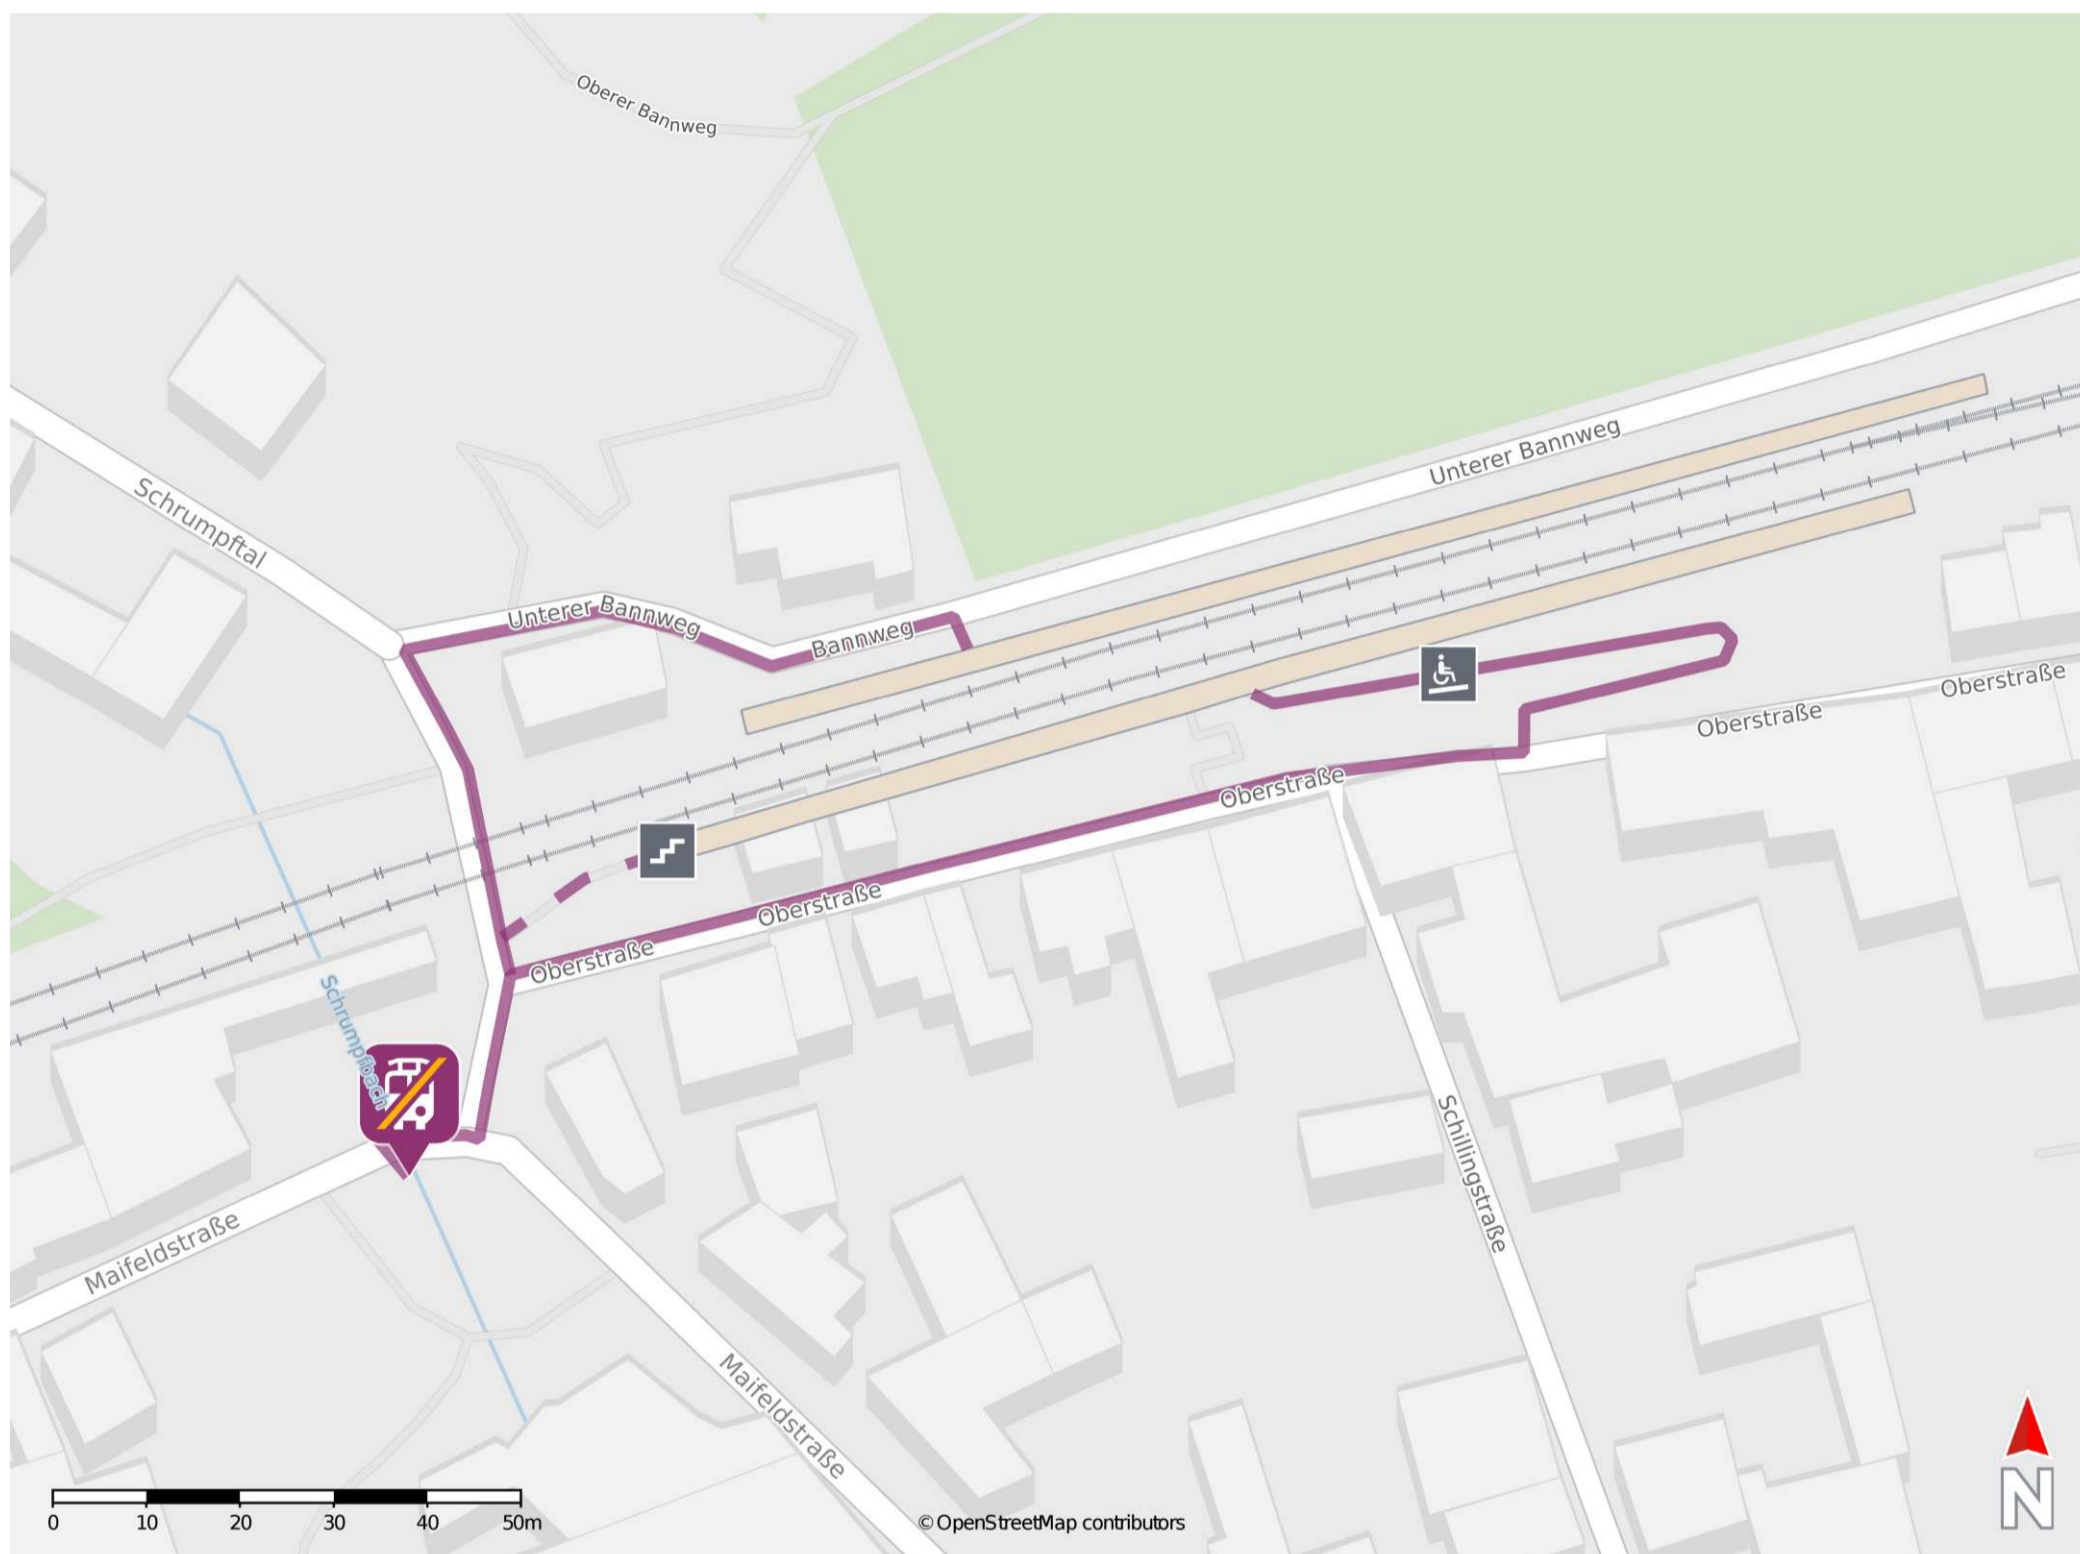 Oberer Bannweg
Unterer Bannweg
Schrumpftal
Unterer Bannweg
Bannweg
Oberstraße
Oberstraße
Oberstraße
Oberstraße
Oberstraße
Schrumpfbach
Schillingstraße
Maifeldstraße
Maifeldstraße
0 10 20 30 40 50m
© OpenStreetMap contributors
N